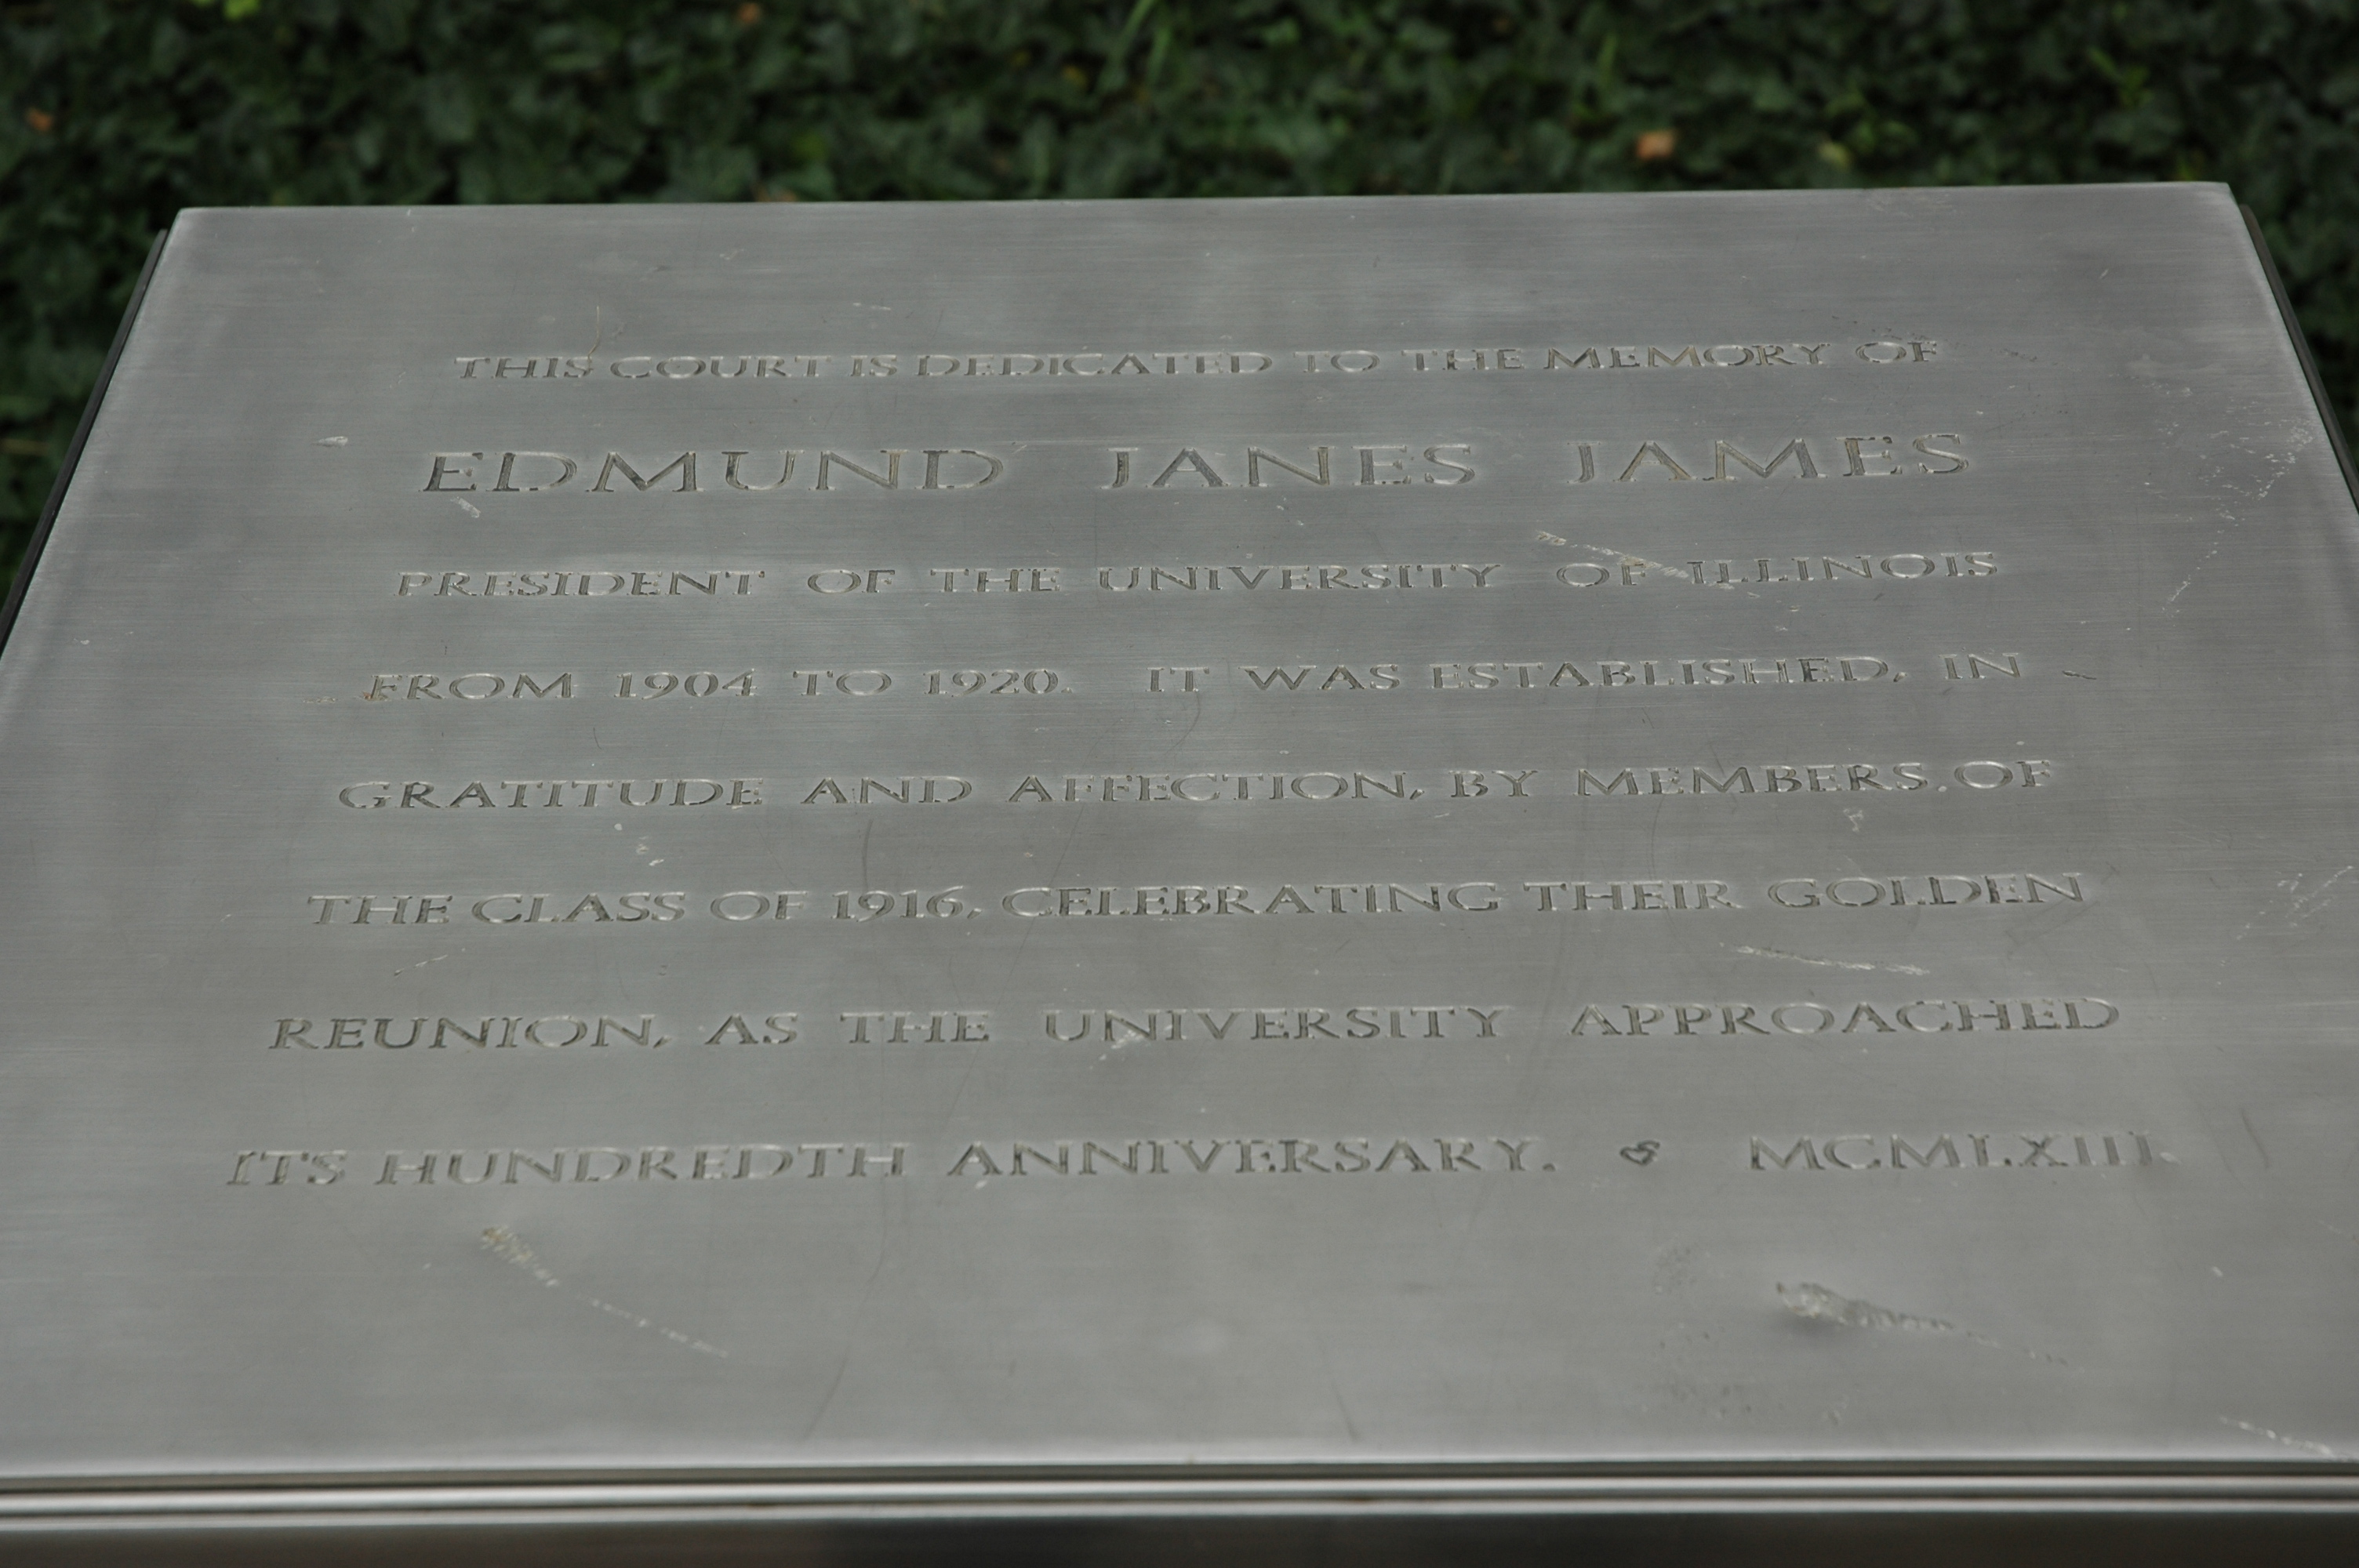 THIS COURT IS DEDICATED TO THE MEMORY OF
EDMUND JANES JAMES
PRESIDENT OF THE UNIVERSITY OF ILLINOIS
FROM 1904 TO 1920. IT WAS ESTABLISHED, IN
GRATITUDE AND AFFECTION, BY MEMBERS OF
THE CLASS OF 1916, CELEBRATING THEIR GOLDEN
REUNION, AS THE UNIVERSITY APPROACHED
ITS HUNDREDTH ANNIVERSARY. MCMLXIII.